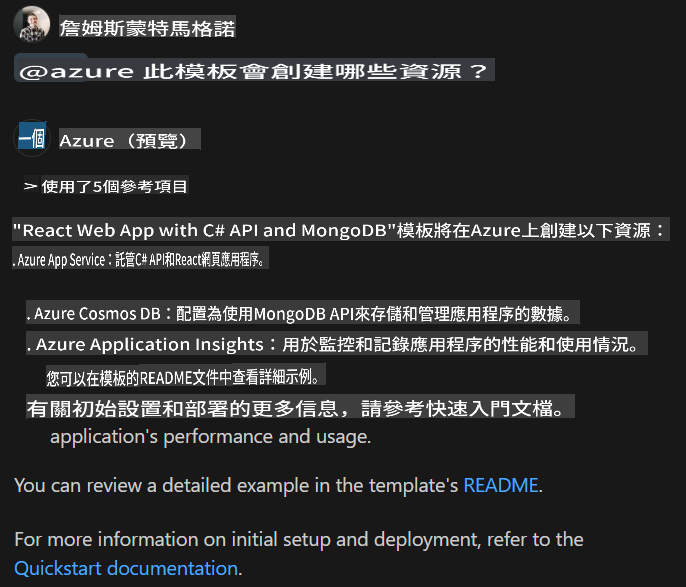 詹姆斯蒙特馬格諾
@azure 此模板會創建哪些資源？
一個
Azure （預覽）
> 使用了5個參考項目
"React Web App with C# API and MongoDB"模板將在Azure上創建以下資源：
. Azure App Service：託管C# API和React網頁應用程序。
. Azure Cosmos DB：配置為使用MongoDB API來存儲和管理應用程序的數據。
. Azure Application Insights：用於監控和記錄應用程序的性能和使用情況。
您可以在模板的README文件中查看詳細示例。
有關初始設置和部署的更多信息，請參考快速入門文檔。
application's performance and usage.
You can review a detailed example in the template's README.
For more information on initial setup and deployment, refer to the
Quickstart documentation.